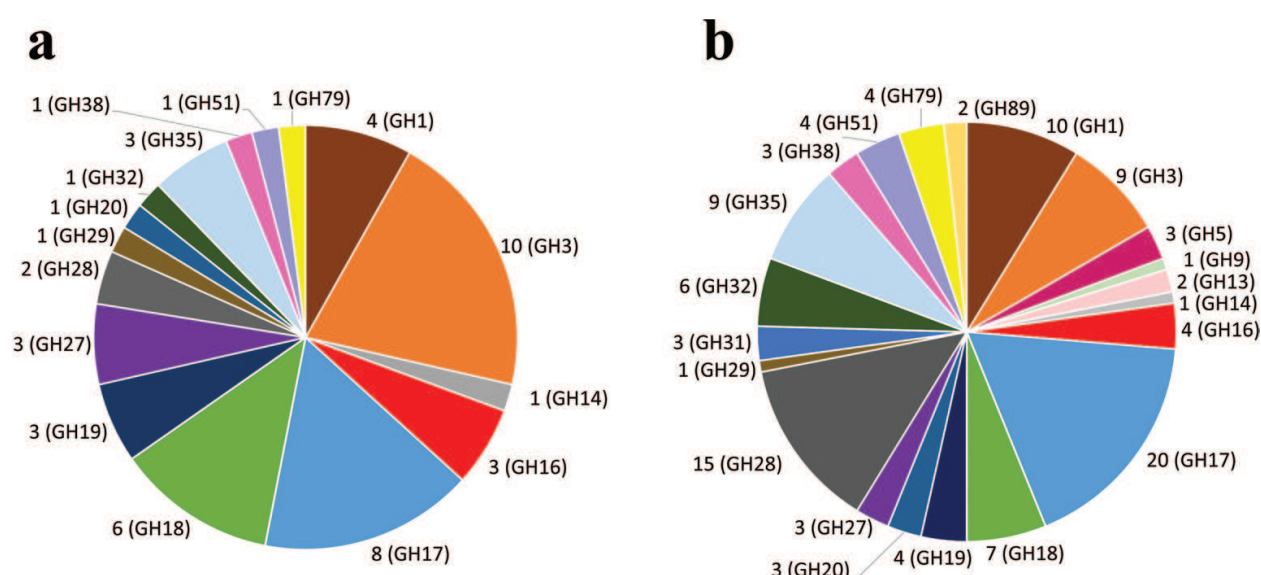 a
1 (GH79)
4 (GH1)
10 (GH3)
1 (GH14)
3 (GH16)
8 (GH17)
6 (GH18)
3 (GH19)
3 (GH27)
2 (GH28)
1 (GH29)
1 (GH20)
1 (GH32)
3 (GH35)
1 (GH38)
1 (GH51)
b
2 (GH89)
10 (GH1)
9 (GH3)
3 (GH5)
1 (GH9)
2 (GH13)
1 (GH14)
4 (GH16)
20 (GH17)
7 (GH18)
4 (GH19)
3 (GH20)
3 (GH27)
15 (GH28)
1 (GH29)
3 (GH31)
6 (GH32)
9 (GH35)
3 (GH38)
4 (GH51)
4 (GH79)